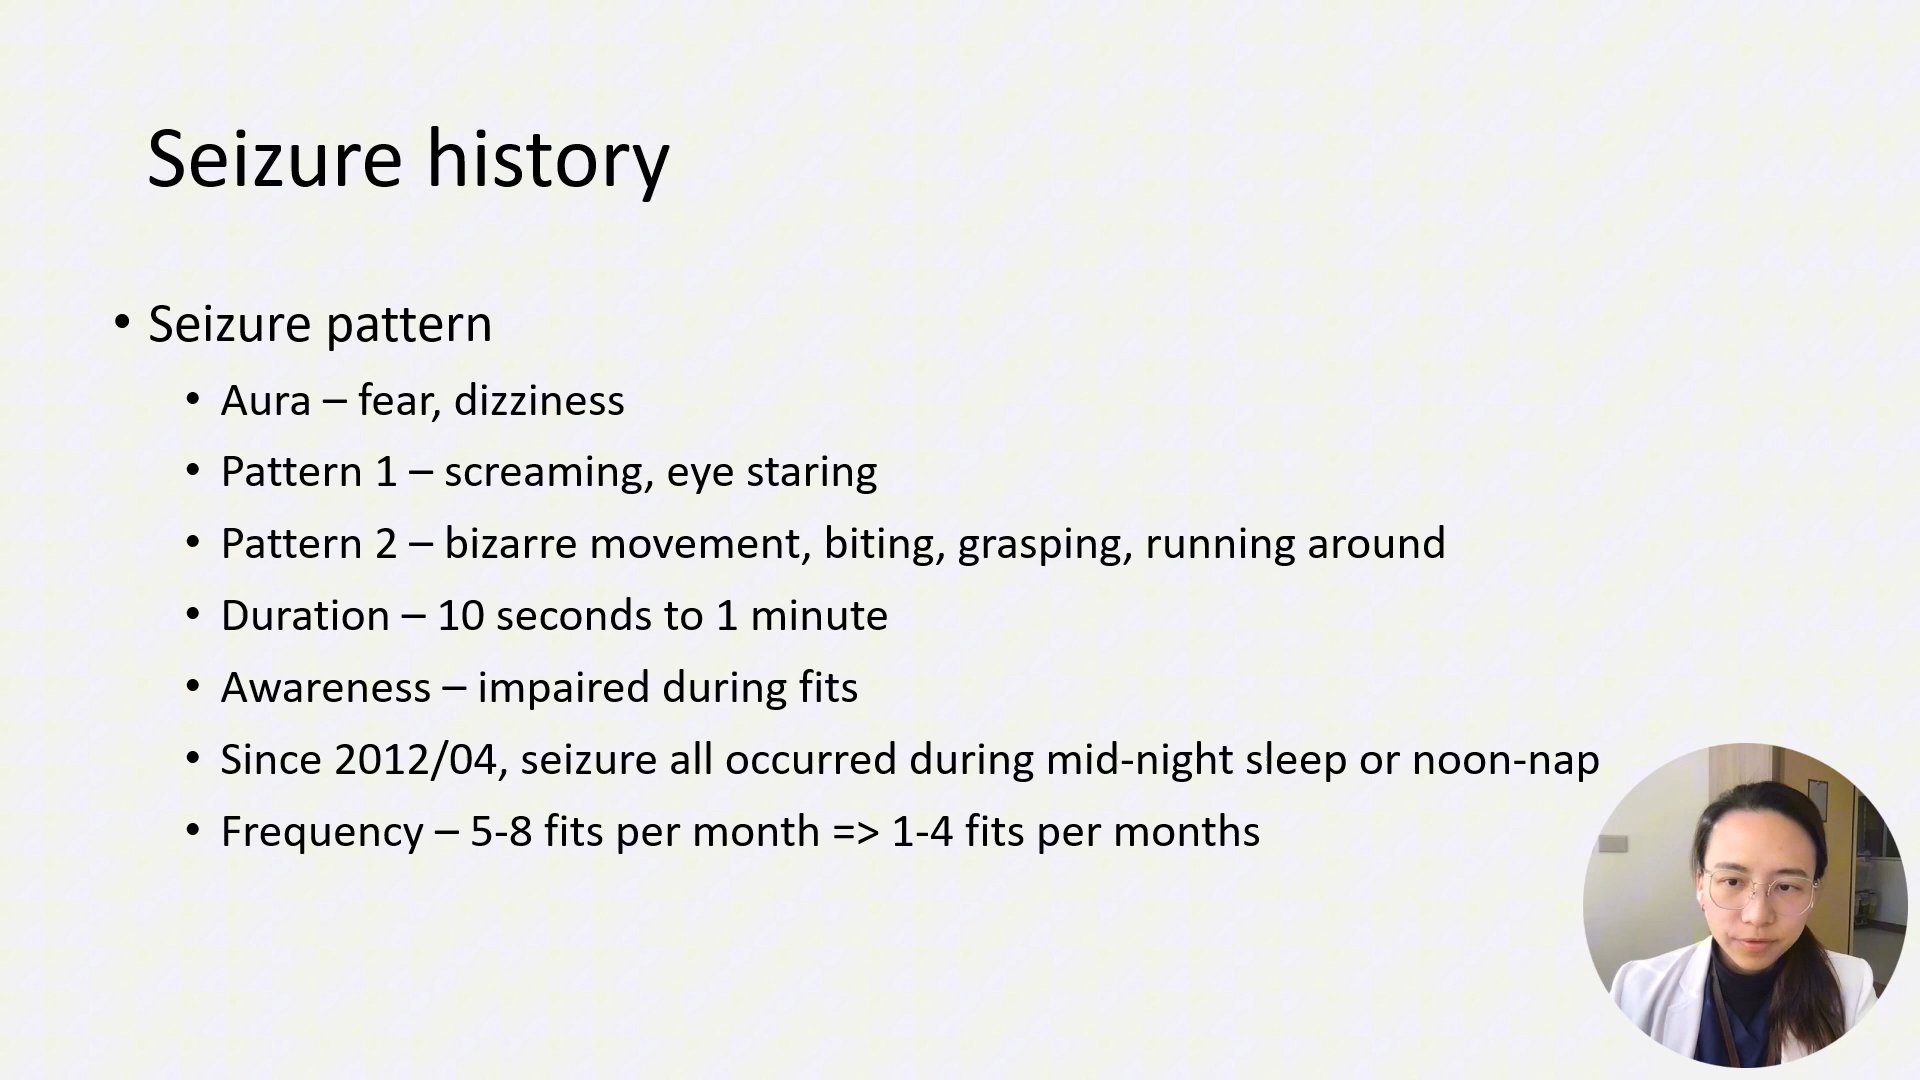 Seizure history
• Seizure pattern
• Aura – fear, dizziness
• Pattern 1 – screaming, eye staring
• Pattern 2 – bizarre movement, biting, grasping, running around
• Duration – 10 seconds to 1 minute
• Awareness – impaired during fits
• Since 2012/04, seizure all occurred during mid-night sleep or noon-nap
• Frequency – 5-8 fits per month => 1-4 fits per months